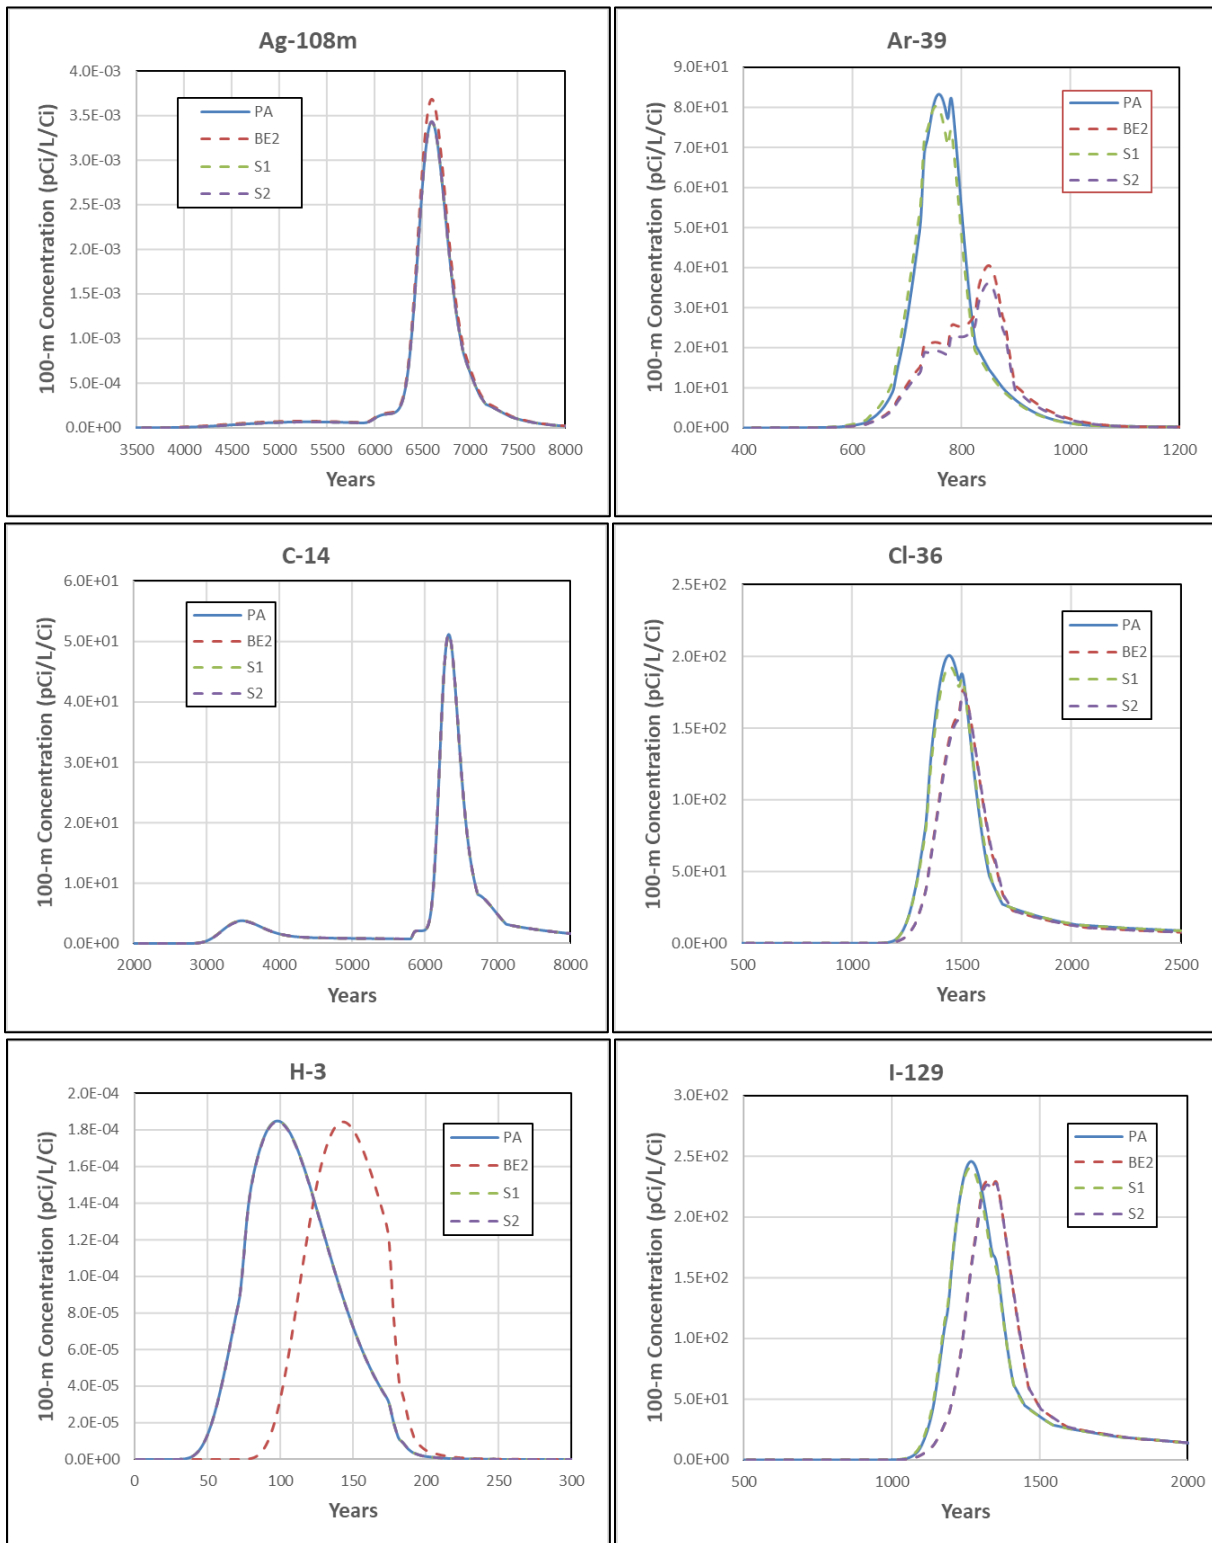 Ag-108m
100-m Concentration (pCi/L/Ci)
4.0E-03
3.5E-03
3.0E-03
2.5E-03
2.0E-03
1.5E-03
1.0E-03
5.0E-04
0.0E+00
PA
BE2
S1
S2
3500 4000 4500 5000 5500 6000 6500 7000 7500 8000
Years
Ar-39
100-m Concentration (pCi/L/Ci)
9.0E+01
8.0E+01
7.0E+01
6.0E+01
5.0E+01
4.0E+01
3.0E+01
2.0E+01
1.0E+01
0.0E+00
PA
BE2
S1
S2
400 600 800 1000 1200
Years
C-14
100-m Concentration (pCi/L/Ci)
6.0E+01
5.0E+01
4.0E+01
3.0E+01
2.0E+01
1.0E+01
0.0E+00
PA
BE2
S1
S2
2000 3000 4000 5000 6000 7000 8000
Years
Cl-36
100-m Concentration (pCi/L/Ci)
2.5E+02
2.0E+02
1.5E+02
1.0E+02
5.0E+01
0.0E+00
PA
BE2
S1
S2
500 1000 1500 2000 2500
Years
H-3
100-m Concentration (pCi/L/Ci)
2.0E-04
1.8E-04
1.6E-04
1.4E-04
1.2E-04
1.0E-04
8.0E-05
6.0E-05
4.0E-05
2.0E-05
0.0E+00
PA
BE2
S1
S2
0 50 100 150 200 250 300
Years
I-129
100-m Concentration (pCi/L/Ci)
3.0E+02
2.5E+02
2.0E+02
1.5E+02
1.0E+02
5.0E+01
0.0E+00
PA
BE2
S1
S2
500 1000 1500 2000
Years